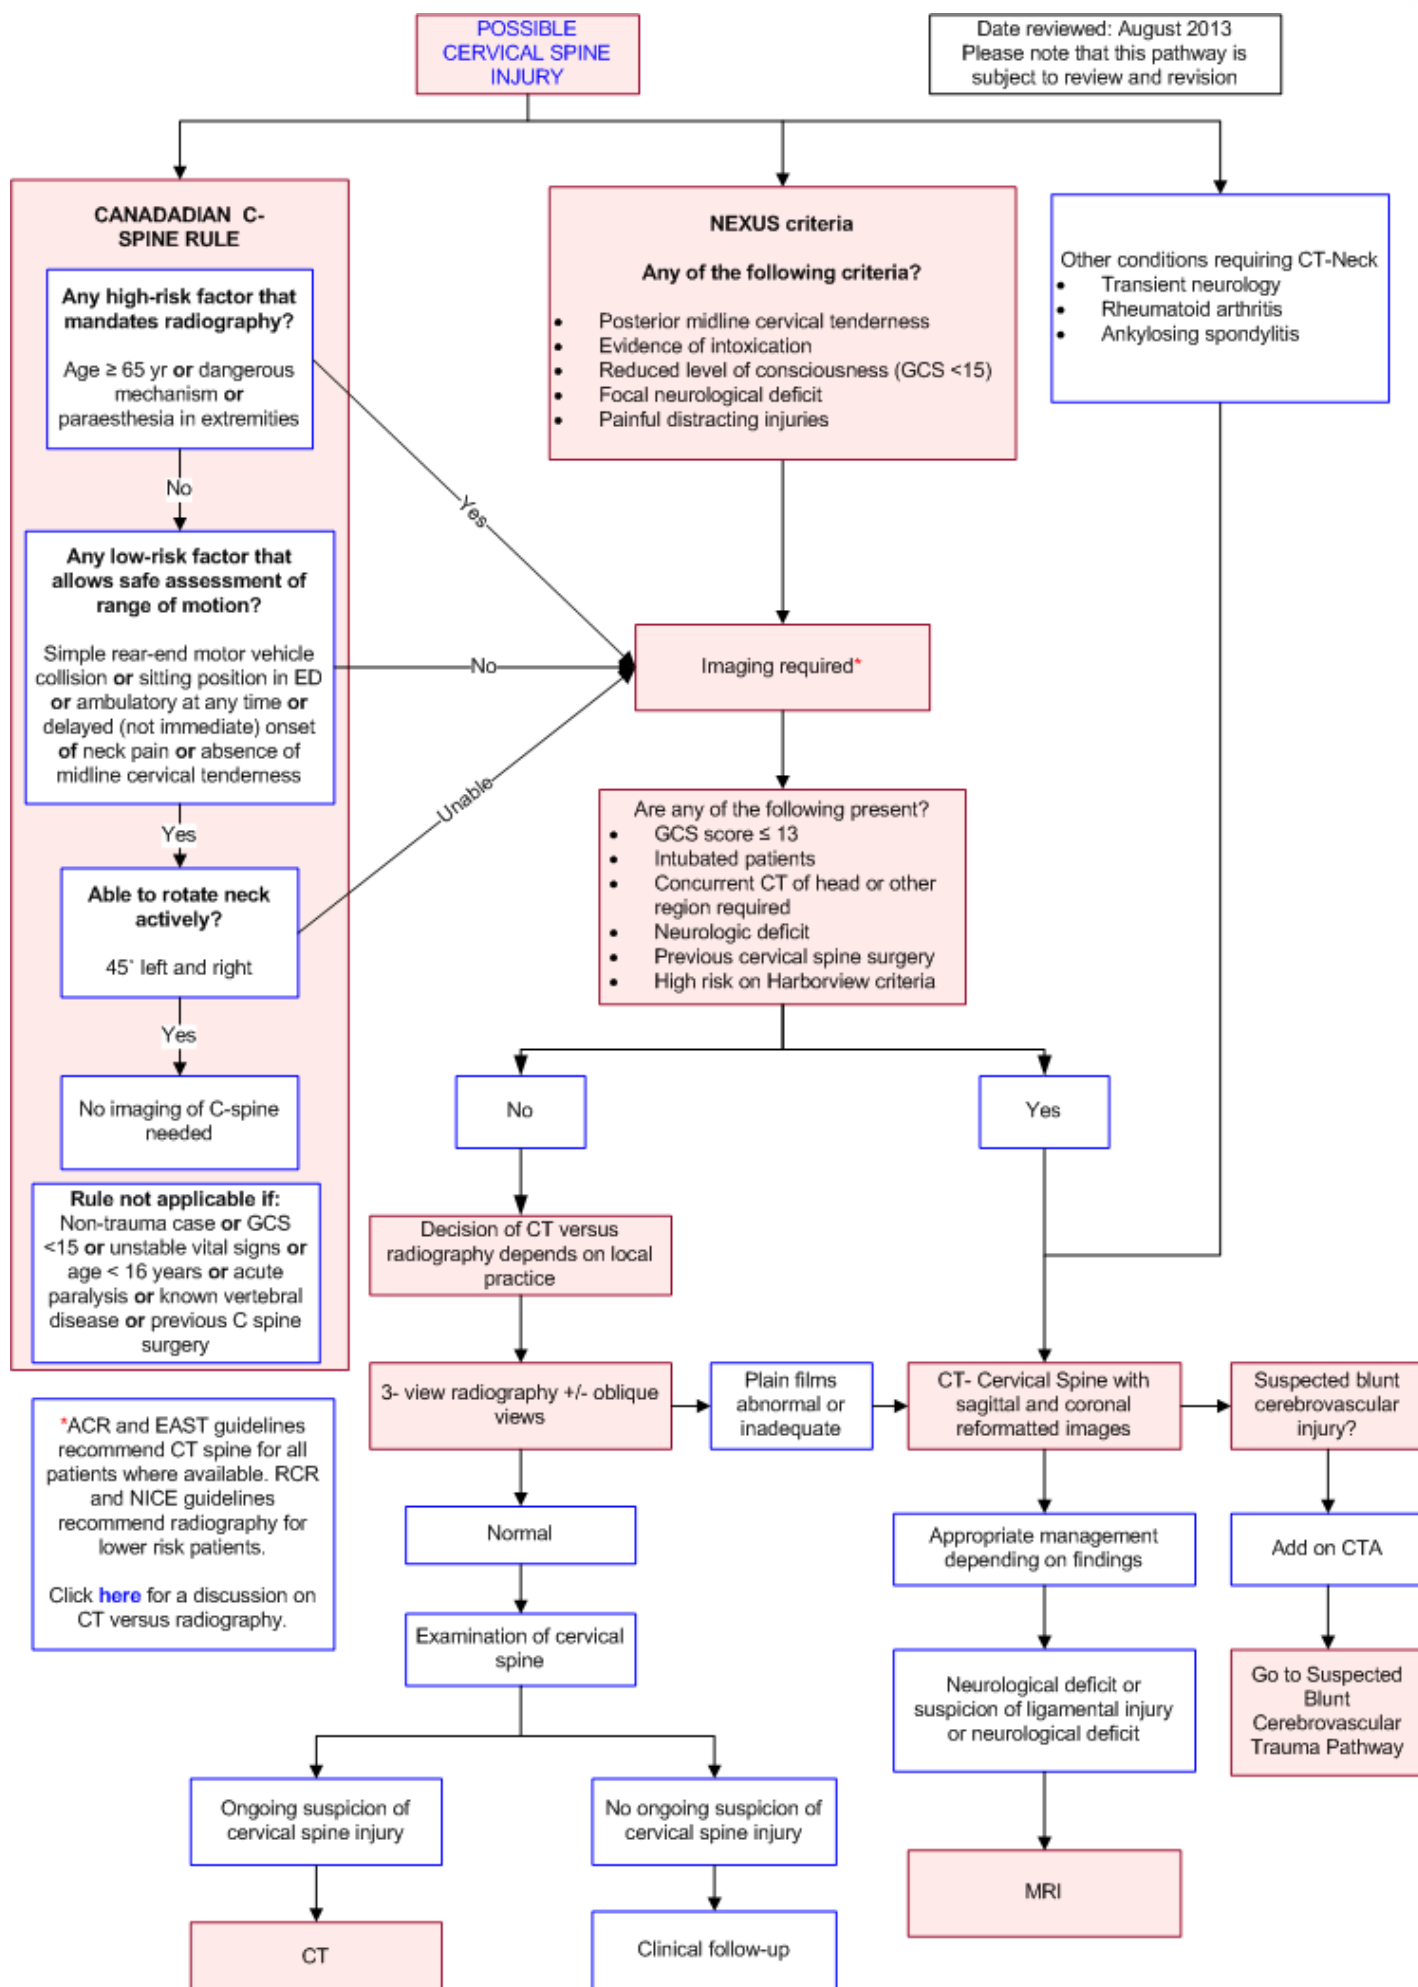 POSSIBLE
CERVICAL SPINE
INJURY
Date reviewed: August 2013
Please note that this pathway is
subject to review and revision
CANADADIAN C-
SPINE RULE
Any high-risk factor that
mandates radiography?
Age ≥ 65 yr or dangerous
mechanism or
paraesthesia in extremities
No
Yes
Any low-risk factor that
allows safe assessment of
range of motion?
Simple rear-end motor vehicle
collision or sitting position in ED
or ambulatory at any time or
delayed (not immediate) onset
of neck pain or absence of
midline cervical tenderness
No
Yes
Able to rotate neck
actively?
45° left and right
Unable
Yes
No imaging of C-spine
needed
Rule not applicable if:
Non-trauma case or GCS
<15 or unstable vital signs or
age < 16 years or acute
paralysis or known vertebral
disease or previous C spine
surgery
*ACR and EAST guidelines
recommend CT spine for all
patients where available. RCR
and NICE guidelines
recommend radiography for
lower risk patients.
Click here for a discussion on
CT versus radiography.
NEXUS criteria
Any of the following criteria?
• Posterior midline cervical tenderness
• Evidence of intoxication
• Reduced level of consciousness (GCS <15)
• Focal neurological deficit
• Painful distracting injuries
Other conditions requiring CT-Neck
• Transient neurology
• Rheumatoid arthritis
• Ankylosing spondylitis
Imaging required*
Are any of the following present?
• GCS score ≤ 13
• Intubated patients
• Concurrent CT of head or other
region required
• Neurologic deficit
• Previous cervical spine surgery
• High risk on Harborview criteria
No
Yes
Decision of CT versus
radiography depends on local
practice
3- view radiography +/- oblique
views
Plain films
abnormal or
inadequate
CT- Cervical Spine with
sagittal and coronal
reformatted images
Suspected blunt
cerebrovascular
injury?
Normal
Appropriate management
depending on findings
Add on CTA
Examination of cervical
spine
Neurological deficit or
suspicion of ligamental injury
or neurological deficit
Go to Suspected
Blunt
Cerebrovascular
Trauma Pathway
Ongoing suspicion of
cervical spine injury
No ongoing suspicion of
cervical spine injury
MRI
CT
Clinical follow-up